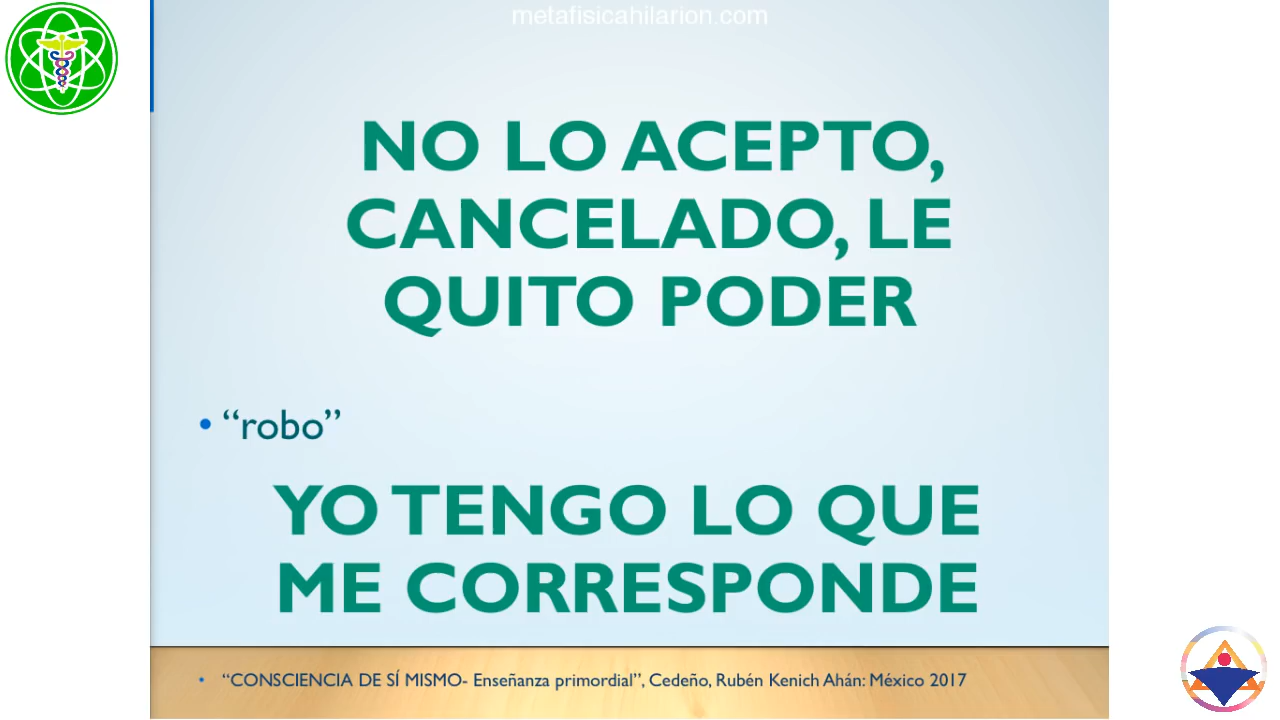 metafisicahilarion.com
NO LO ACEPTO,
CANCELADO, LE
QUITO PODER
• “robo”
YO TENGO LO QUE
ME CORRESPONDE
• “CONSCIENCIA DE SÍ MISMO- Enseñanza primordial”, Cedeño, Rubén Kenich Ahán: México 2017